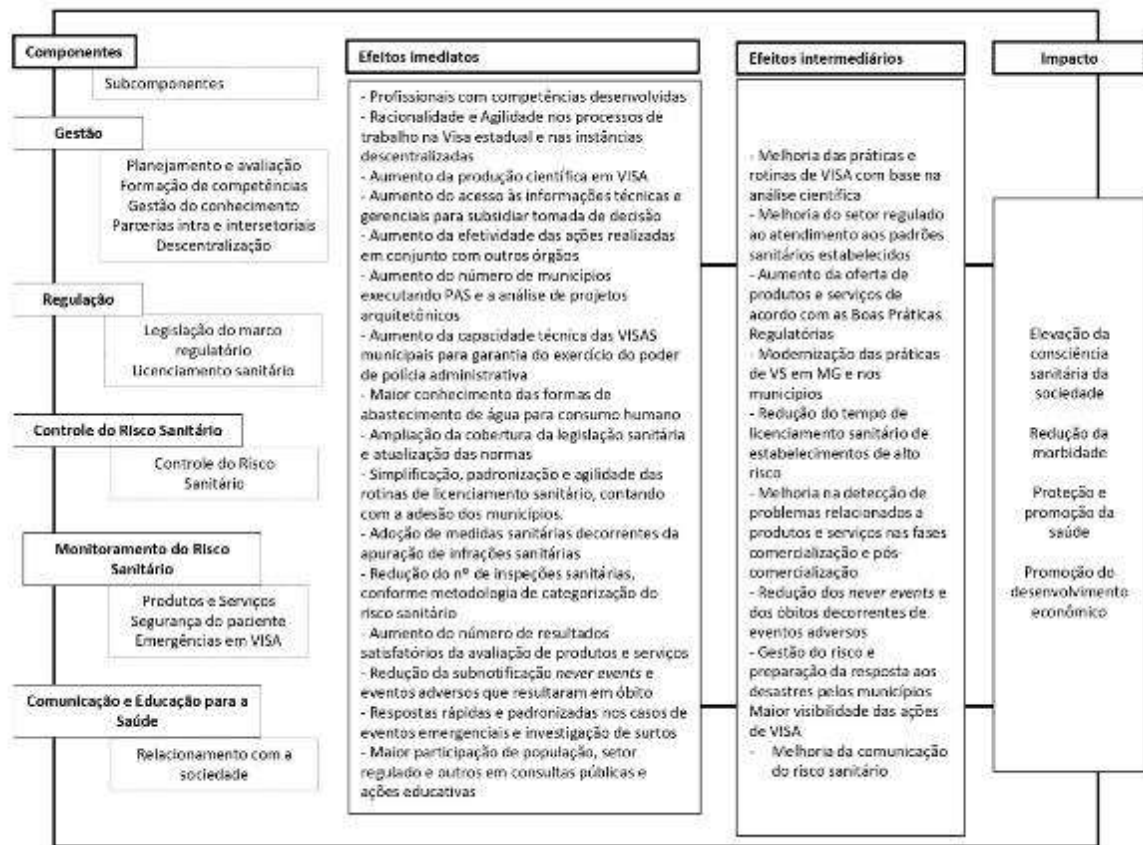 Componentes
Subcomponentes
Gestão
Planejamento e avaliação
Formação de competências
Gestão do conhecimento
Parcerias intra e intersetoriais
Descentralização
Regulação
Legislação do marco
regulatório
Licenciamento sanitário
Controle do Risco Sanitário
Controle do Risco
Sanitário
Monitoramento do Risco
Sanitário
Produtos e Serviços
Segurança do paciente
Emergências em VISA
Comunicação e Educação para a
Saúde
Relacionamento com a
sociedade
Efeitos Imediatos
- Profissionais com competências desenvolvidas
- Racionalidade e Agilidade nos processos de
trabalho na Visa estadual e nas instâncias
descentralizadas
- Aumento da produção científica em VISA
- Aumento do acesso às informações técnicas e
gerenciais para subsidiar tomada de decisão
- Aumento da efetividade das ações realizadas
em conjunto com outros órgãos
- Aumento do número de municípios
executando PAS e a análise de projetos
arquitetônicos
- Aumento da capacidade técnica das VISAS
municipais para garantia do exercício do poder
de polícia administrativa
- Maior conhecimento das formas de
abastecimento de água para consumo humano
- Ampliação da cobertura da legislação sanitária
e atualização das normas
- Simplificação, padronização e agilidade das
rotinas de licenciamento sanitário, contando
com a adesão dos municípios.
- Adoção de medidas sanitárias decorrentes da
apuração de infrações sanitárias
- Redução do nº de inspeções sanitárias,
conforme metodologia de categorização do
risco sanitário
- Aumento do número de resultados
satisfatórios da avaliação de produtos e serviços
- Redução da subnotificação never events e
eventos adversos que resultaram em óbito
- Respostas rápidas e padronizadas nos casos de
eventos emergenciais e investigação de surtos
- Maior participação de população, setor
regulado e outros em consultas públicas e
ações educativas
Efeitos intermediários
- Melhoria das práticas e
rotinas de VISA com base na
análise científica
- Melhoria do setor regulado
ao atendimento aos padrões
sanitários estabelecidos
- Aumento da oferta de
produtos e serviços de
acordo com as Boas Práticas
Regulatórias
- Modernização das práticas
de VS em MG e nos
municípios
- Redução do tempo de
licenciamento sanitário de
estabelecimentos de alto
risco
- Melhoria na detecção de
problemas relacionados a
produtos e serviços nas fases
comercialização e pós-
comercialização
- Redução dos never events e
dos óbitos decorrentes de
eventos adversos
- Gestão do risco e
preparação da resposta aos
desastres pelos municípios
Maior visibilidade das ações
de VISA
- Melhoria da comunicação
do risco sanitário
Impacto
Elevação da
consciência
sanitária da
sociedade
Redução da
morbidade
Proteção e
promoção da
saúde
Promoção do
desenvolvimento
econômico